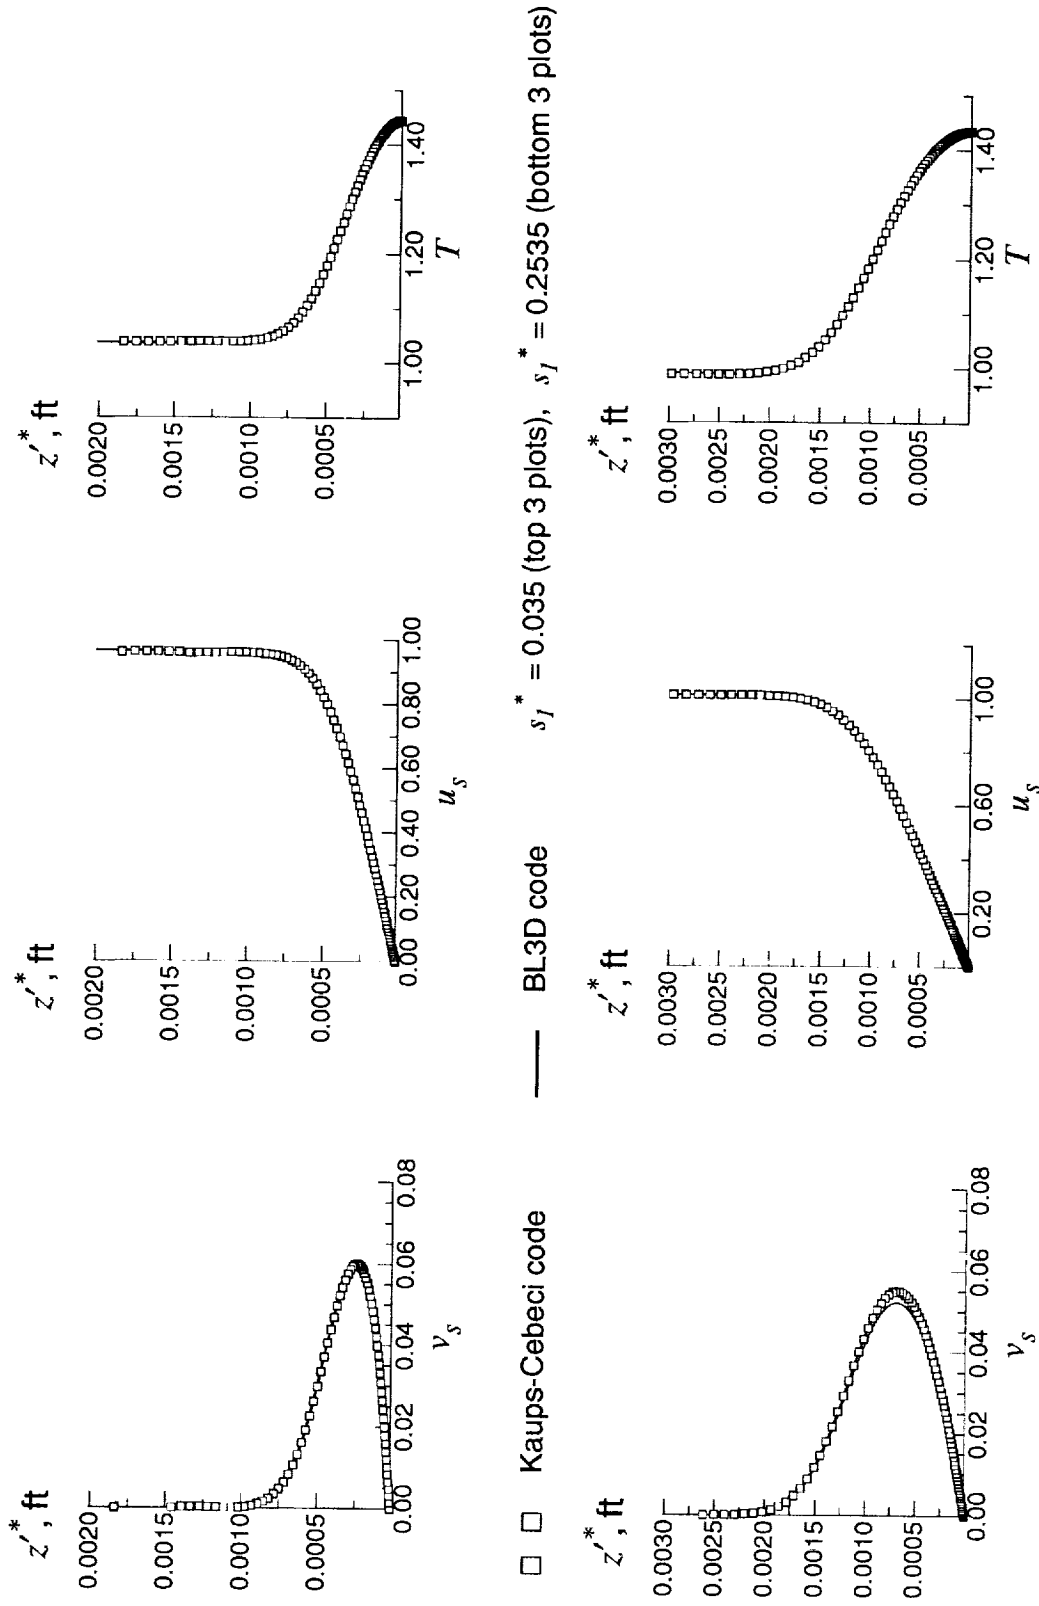 z'*, ft
0.0020
0.0015
0.0010
0.0005
0.00 0.02 0.04 0.06 0.08
v_s
z'*, ft
0.0020
0.0015
0.0010
0.0005
0.00 0.20 0.40 0.60 0.80 1.00
u_s
z'*, ft
0.0020
0.0015
0.0010
0.0005
1.00 1.20 1.40
T
Kaups-Cebeci code
BL3D code
s_1* = 0.035 (top 3 plots), s_1* = 0.2535 (bottom 3 plots)
z'*, ft
0.0030
0.0025
0.0020
0.0015
0.0010
0.0005
0.00 0.02 0.04 0.06 0.08
v_s
z'*, ft
0.0030
0.0025
0.0020
0.0015
0.0010
0.0005
0.20 0.60 1.00
u_s
z'*, ft
0.0030
0.0025
0.0020
0.0015
0.0010
0.0005
1.00 1.20 1.40
T